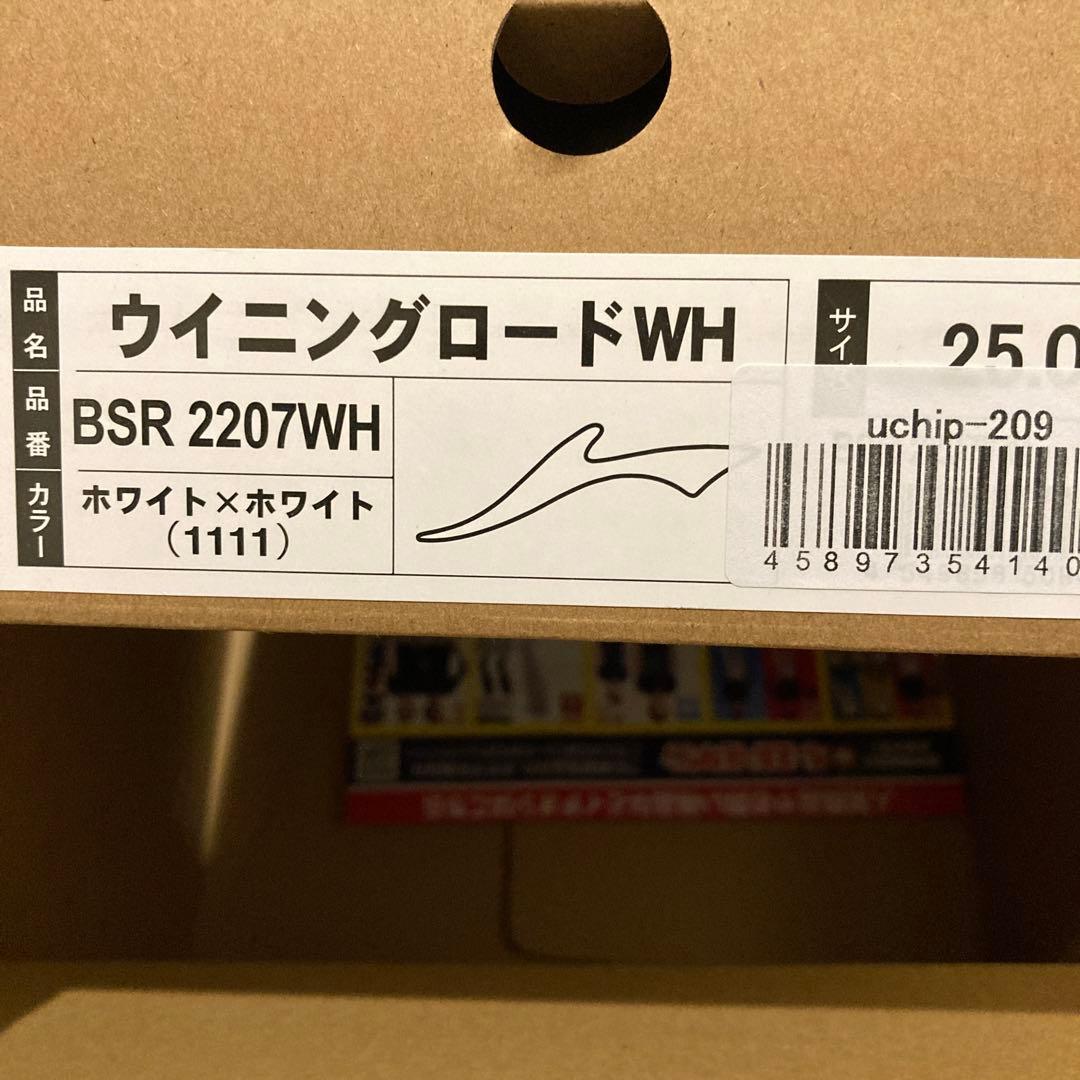 品名
ウイニングロードWH
サイ
25.0
品番
BSR 2207WH
カラー
ホワイト×ホワイト
(1111)
uchip-209
45897354140